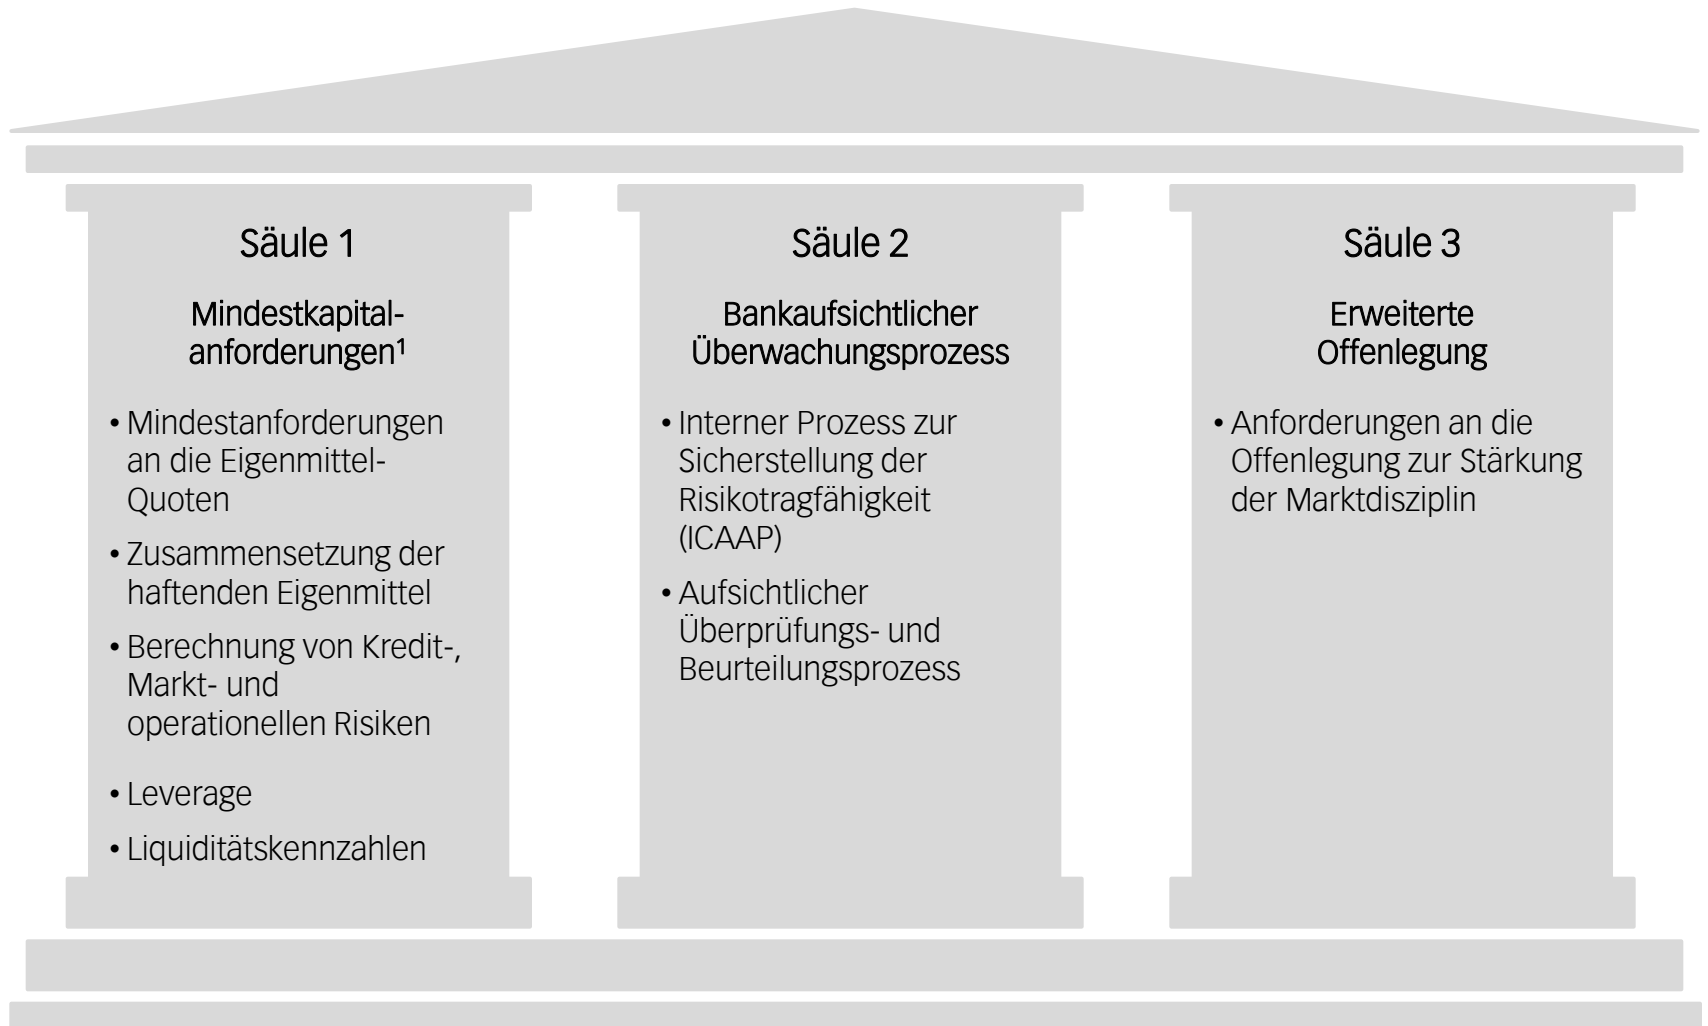 Säule 1
Mindestkapital-
anforderungen¹
• Mindestanforderungen
an die Eigenmittel-
Quoten
• Zusammensetzung der
haftenden Eigenmittel
• Berechnung von Kredit-,
Markt- und
operationellen Risiken
• Leverage
• Liquiditätskennzahlen
Säule 2
Bankaufsichtlicher
Überwachungsprozess
• Interner Prozess zur
Sicherstellung der
Risikotragfähigkeit
(ICAAP)
• Aufsichtlicher
Überprüfungs- und
Beurteilungsprozess
Säule 3
Erweiterte
Offenlegung
• Anforderungen an die
Offenlegung zur Stärkung
der Marktdisziplin